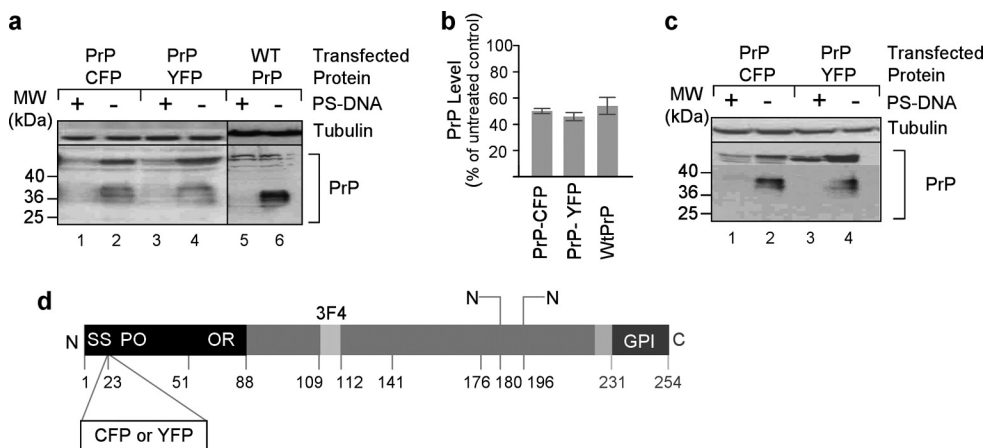 a
PrP CFP
PrP YFP
WT PrP
Transfected Protein
+ - + - + -
PS-DNA
MW (kDa)
Tubulin
40
36
25
PrP
1 2 3 4 5 6
b
PrP Level
(% of untreated control)
100
80
60
40
20
PrP-CFP
PrP- YFP
WtPrP
c
PrP CFP
PrP YFP
Transfected Protein
+ - + -
PS-DNA
MW (kDa)
Tubulin
40
36
25
PrP
1 2 3 4
d
N N
3F4
N SS PO OR GPI C
1 23 51 88 109 112 141 176 180 196 231 254
CFP or YFP